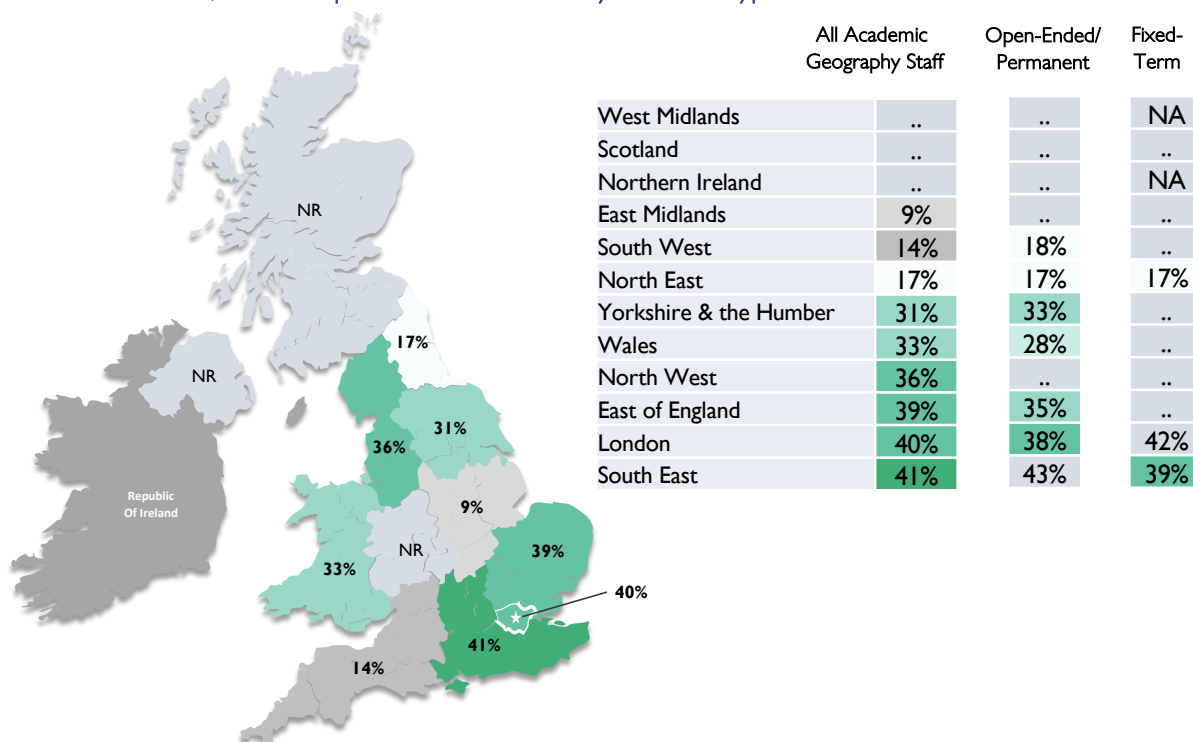 All Academic Geography Staff Open-Ended/ Permanent Fixed- Term
West Midlands .. .. NA
Scotland .. .. ..
Northern Ireland .. .. NA
East Midlands 9% .. ..
South West 14% 18% ..
North East 17% 17% 17%
Yorkshire & the Humber 31% 33% ..
Wales 33% 28% ..
North West 36% .. ..
East of England 39% 35% ..
London 40% 38% 42%
South East 41% 43% 39%
NR
17%
NR
31%
36%
Republic
Of Ireland
9%
NR
39%
33%
40%
41%
14%